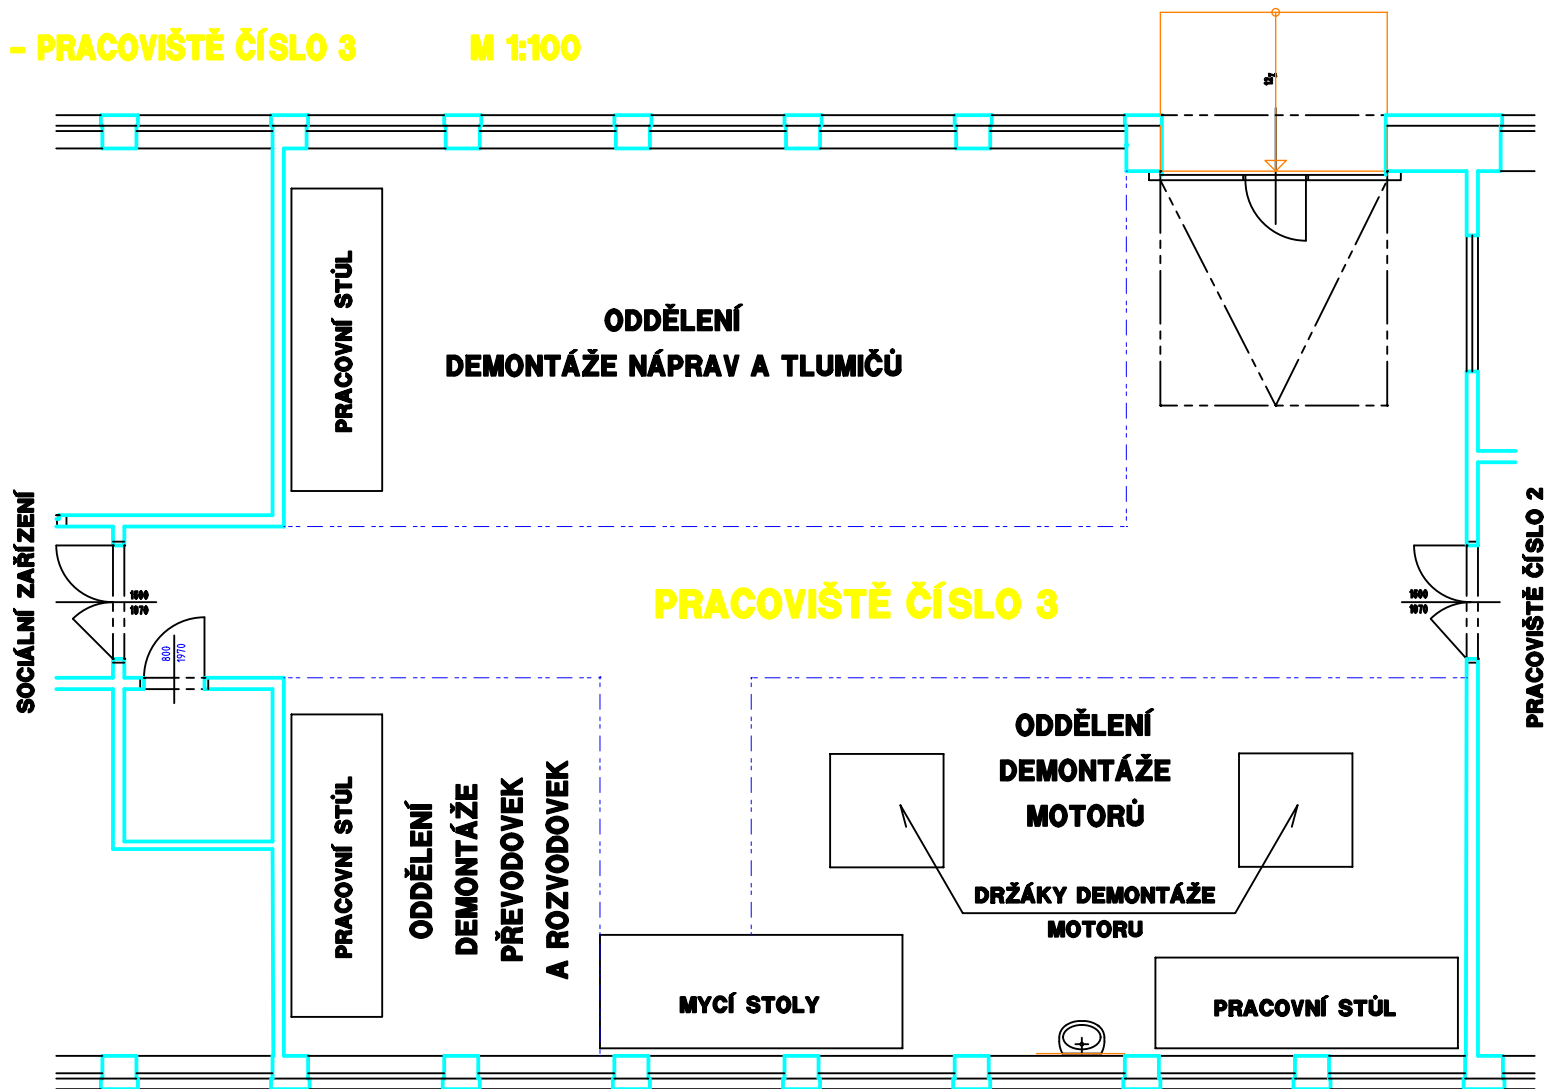 - PRACOVIŠTĚ ČÍSLO 3
M 1:100
PRACOVNÍ STŮL
ODDĚLENÍ
DEMONTÁŽE NÁPRAV A TLUMIČŮ
SOCIÁLNÍ ZAŘÍZENÍ
1500
1970
800
1970
PRACOVIŠTĚ ČÍSLO 3
1500
1970
PRACOVIŠTĚ ČÍSLO 2
PRACOVNÍ STŮL
ODDĚLENÍ
DEMONTÁŽE
PŘEVODOVEK
A ROZVODOVEK
ODDĚLENÍ
DEMONTÁŽE
MOTORŮ
DRŽÁKY DEMONTÁŽE
MOTORU
MYCÍ STOLY
PRACOVNÍ STŮL